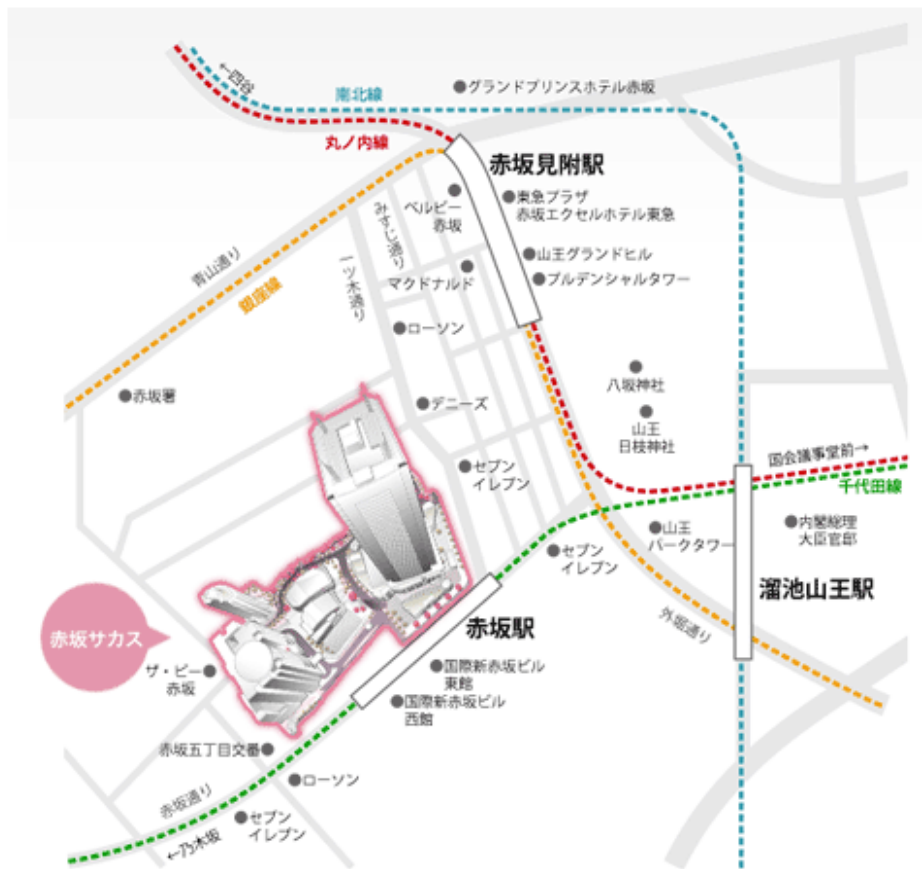 ←四谷
南北線
グランドプリンスホテル赤坂
丸ノ内線
赤坂見附駅
ベルビー
赤坂
東急プラザ
赤坂エクセルホテル東急
みすじ通り
青山通り
銀座線
一ツ木通り
山王グランドヒル
マクドナルド
プルデンシャルタワー
ローソン
八坂神社
赤坂署
デニーズ
山王
日枝神社
国会議事堂前→
千代田線
セブン
イレブン
山王
パークタワー
内閣総理
大臣官邸
セブン
イレブン
溜池山王駅
外堀通り
赤坂サカス
赤坂駅
ザ・ビー
赤坂
国際新赤坂ビル
東館
国際新赤坂ビル
西館
赤坂五丁目交番
ローソン
赤坂通り
セブン
イレブン
←乃木坂